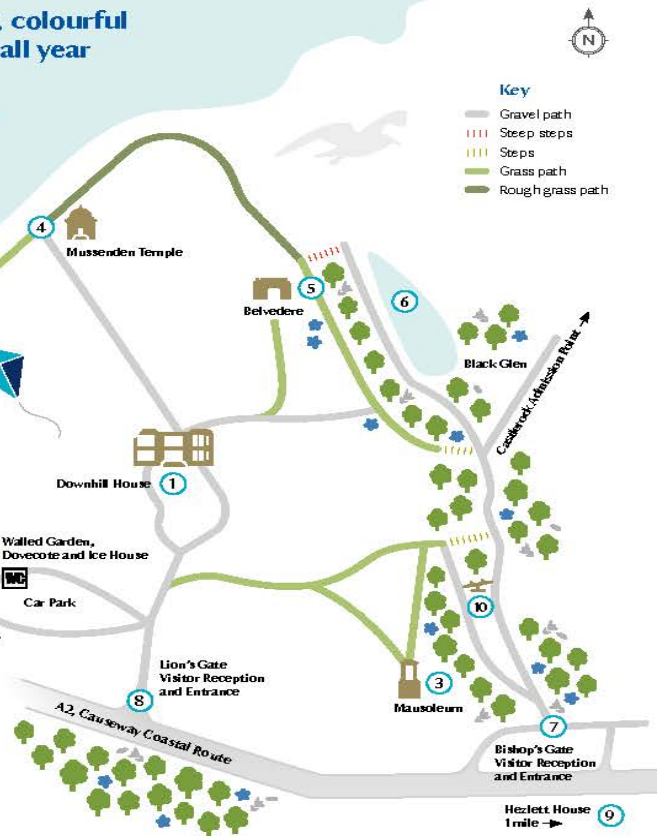 , colourful
all year
N
Key
Gravel path
Steep steps
Steps
Grass path
Rough grass path
4
Mussenden Temple
5
Belvedere
6
Black Glen
Castlerock Admission Point
Downhill House
1
Walled Garden,
Dovecote and Ice House
WC
Car Park
10
Lion's Gate
Visitor Reception
and Entrance
8
3
Mausoleum
A2, Causeway Coastal Route
7
Bishop's Gate
Visitor Reception
and Entrance
Hezlett House
1 mile
9